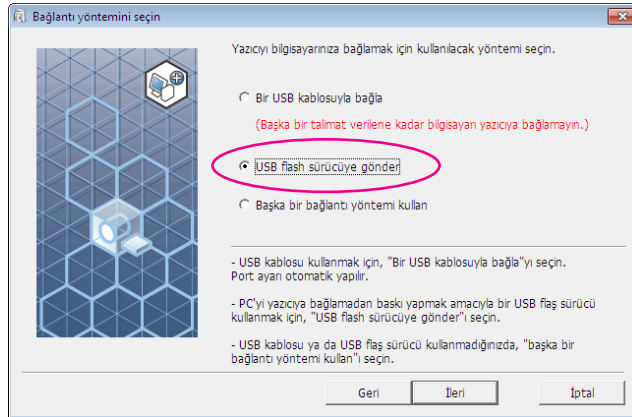 Bağlantı yöntemini seçin
Yazıcıyı bilgisayarınıza bağlamak için kullanılacak yöntemi seçin.
Bir USB kablosuyla bağla
(Başka bir talimat verilene kadar bilgisayarı yazıcıya bağlamayın.)
USB flash sürücüye gönder
Başka bir bağlantı yöntemi kullan
- USB kablosu kullanmak için, "Bir USB kablosuyla bağla"yı seçin.
Port ayarı otomatik yapılır.
- PC'yi yazıcıya bağlamadan baskı yapmak amacıyla bir USB flaş sürücü
kullanmak için, "USB flash sürücüye gönder"i seçin.
- USB kablosu ya da USB flaş sürücü kullanmadığınızda, "başka bir
bağlantı yöntemi kullan"ı seçin.
Geri İleri İptal